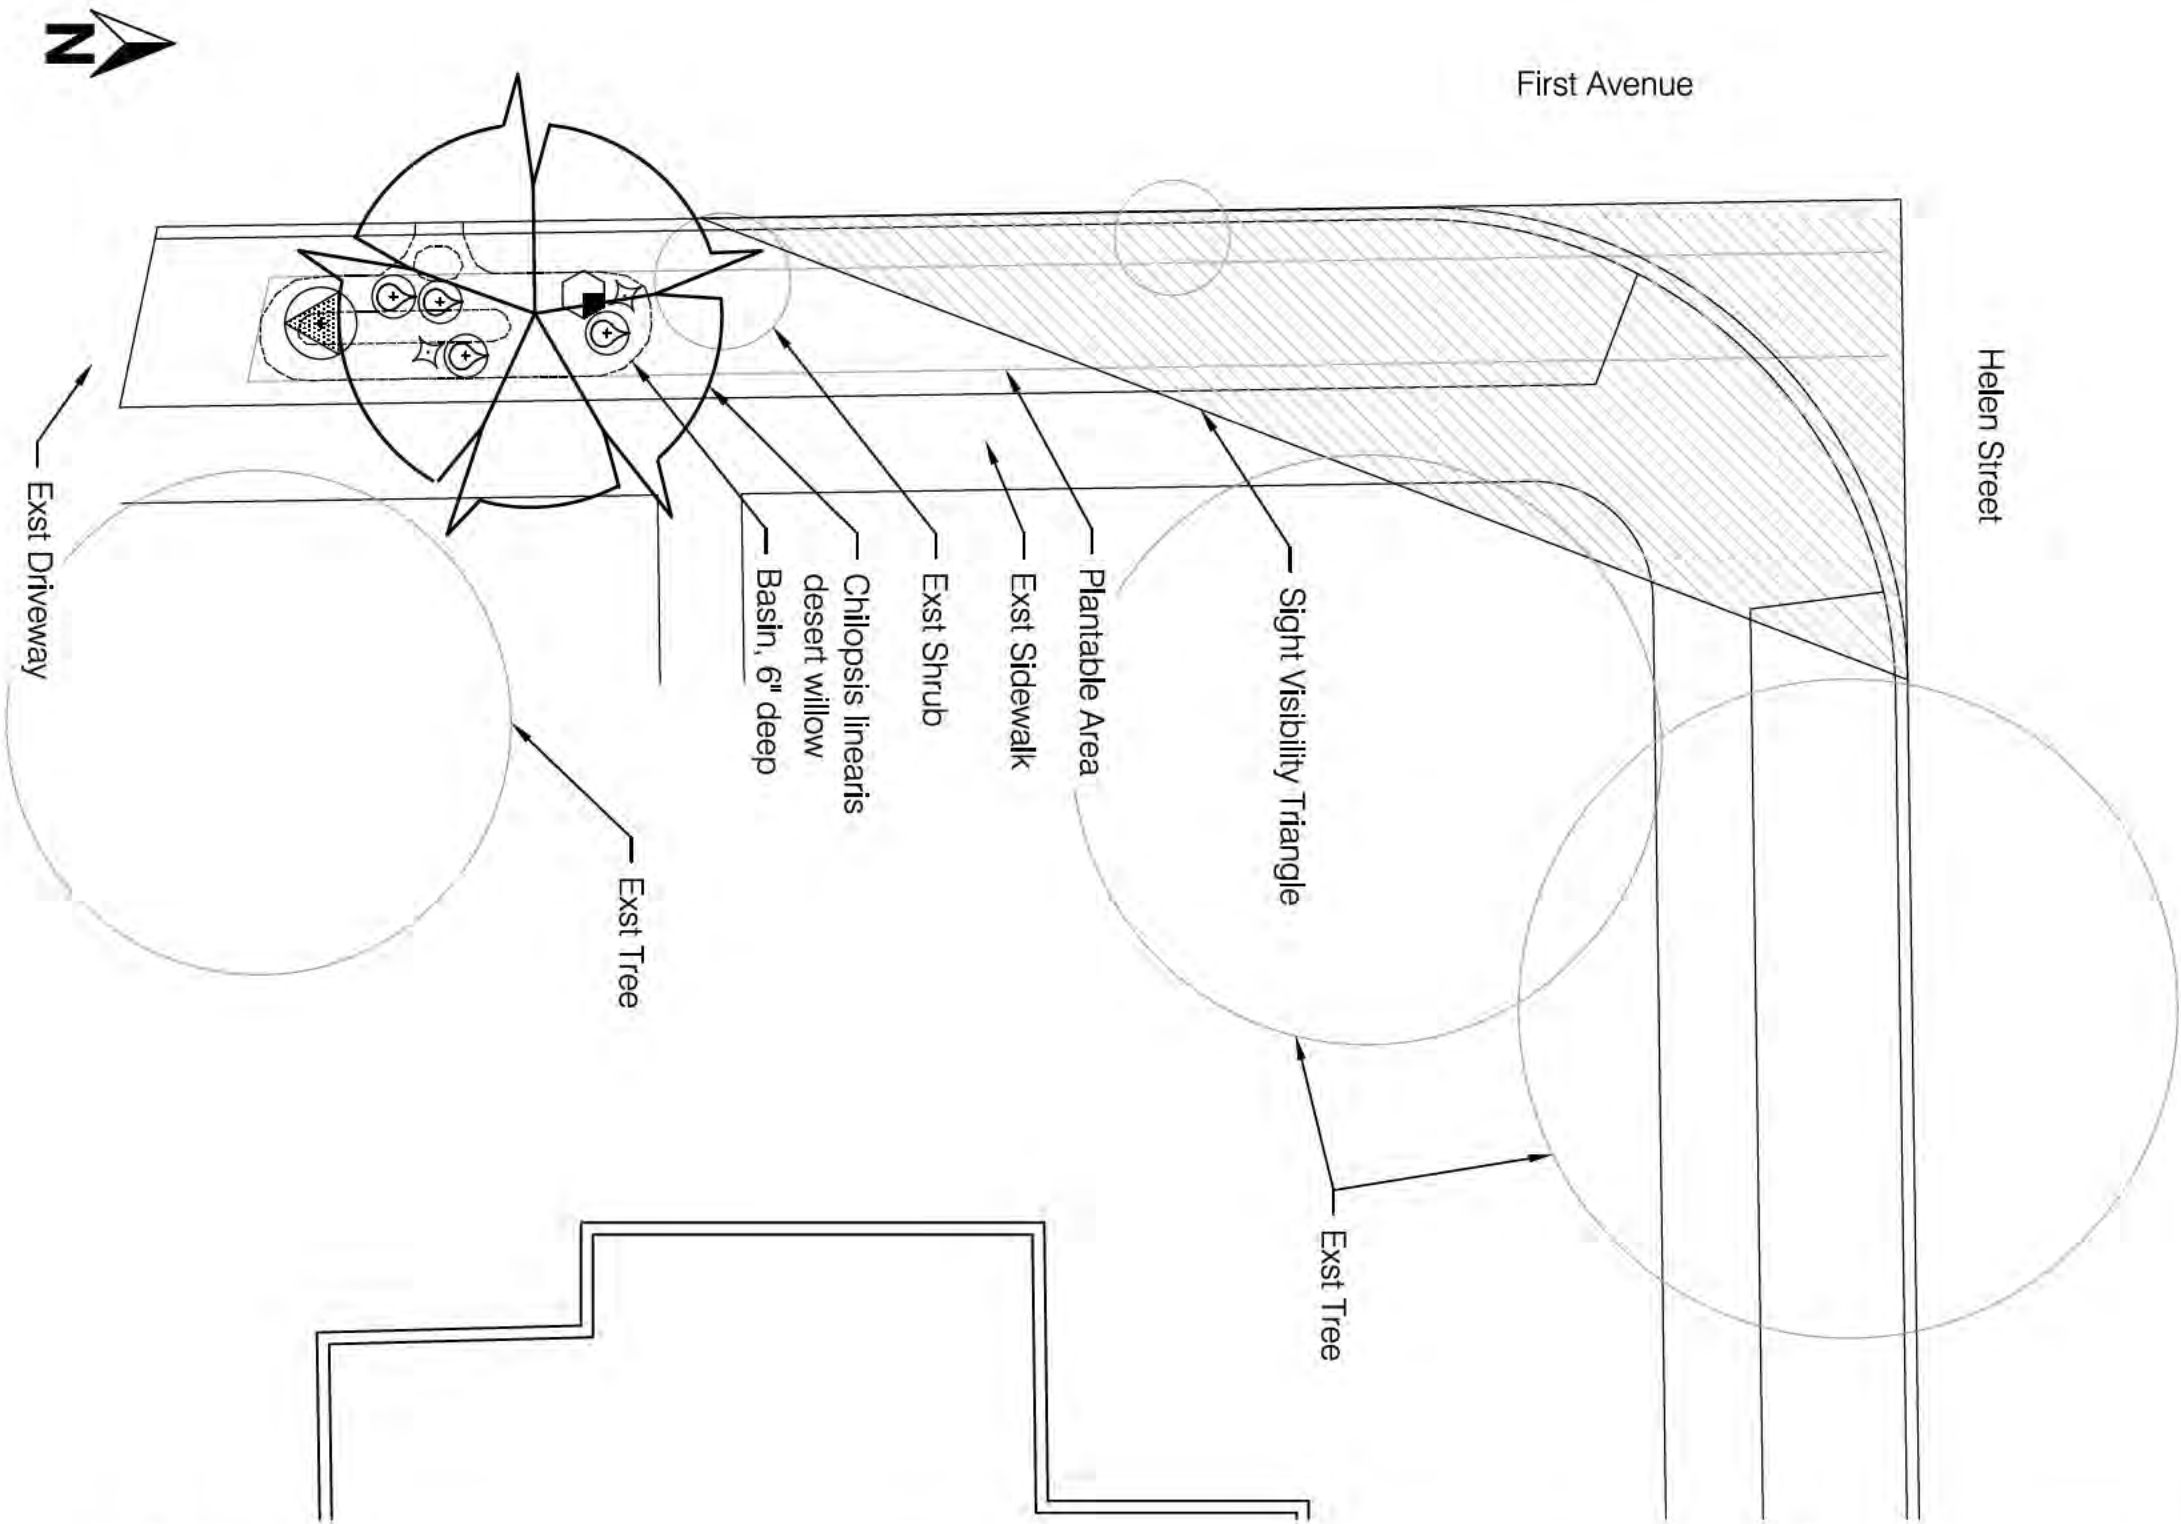 N
First Avenue
Helen Street
Sight Visibility Triangle
Plantable Area
Exst Sidewalk
Exst Shrub
Chilopsis linearis
desert willow
Basin, 6" deep
Exst Driveway
Exst Tree
Exst Tree